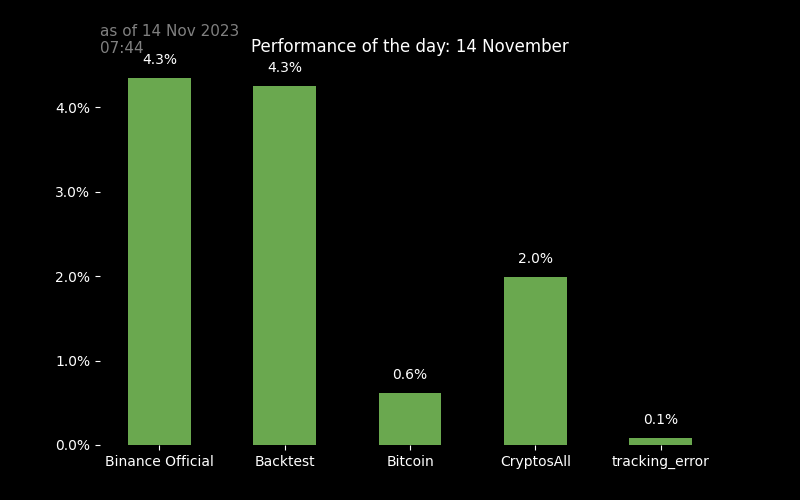 as of 14 Nov 2023
07:44
Performance of the day: 14 November
4.3%
4.3%
4.0%
3.0%
2.0%
2.0%
1.0%
0.6%
0.1%
0.0%
Binance Official
Backtest
Bitcoin
CryptosAll
tracking_error